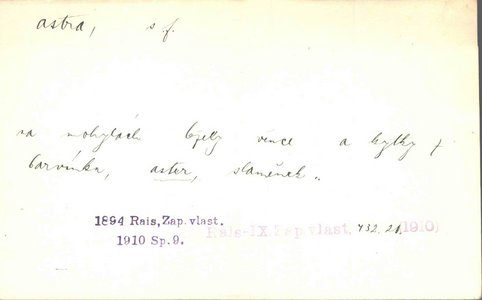 astra, s f.
na mohylách bjely věnce a kytky z
barvínku, aster, slaměnek..
1894 Rais, Zap. vlast.
1910 Sp. 9.
Rais-IX. Zap. vlast. 432, 21. (1910)